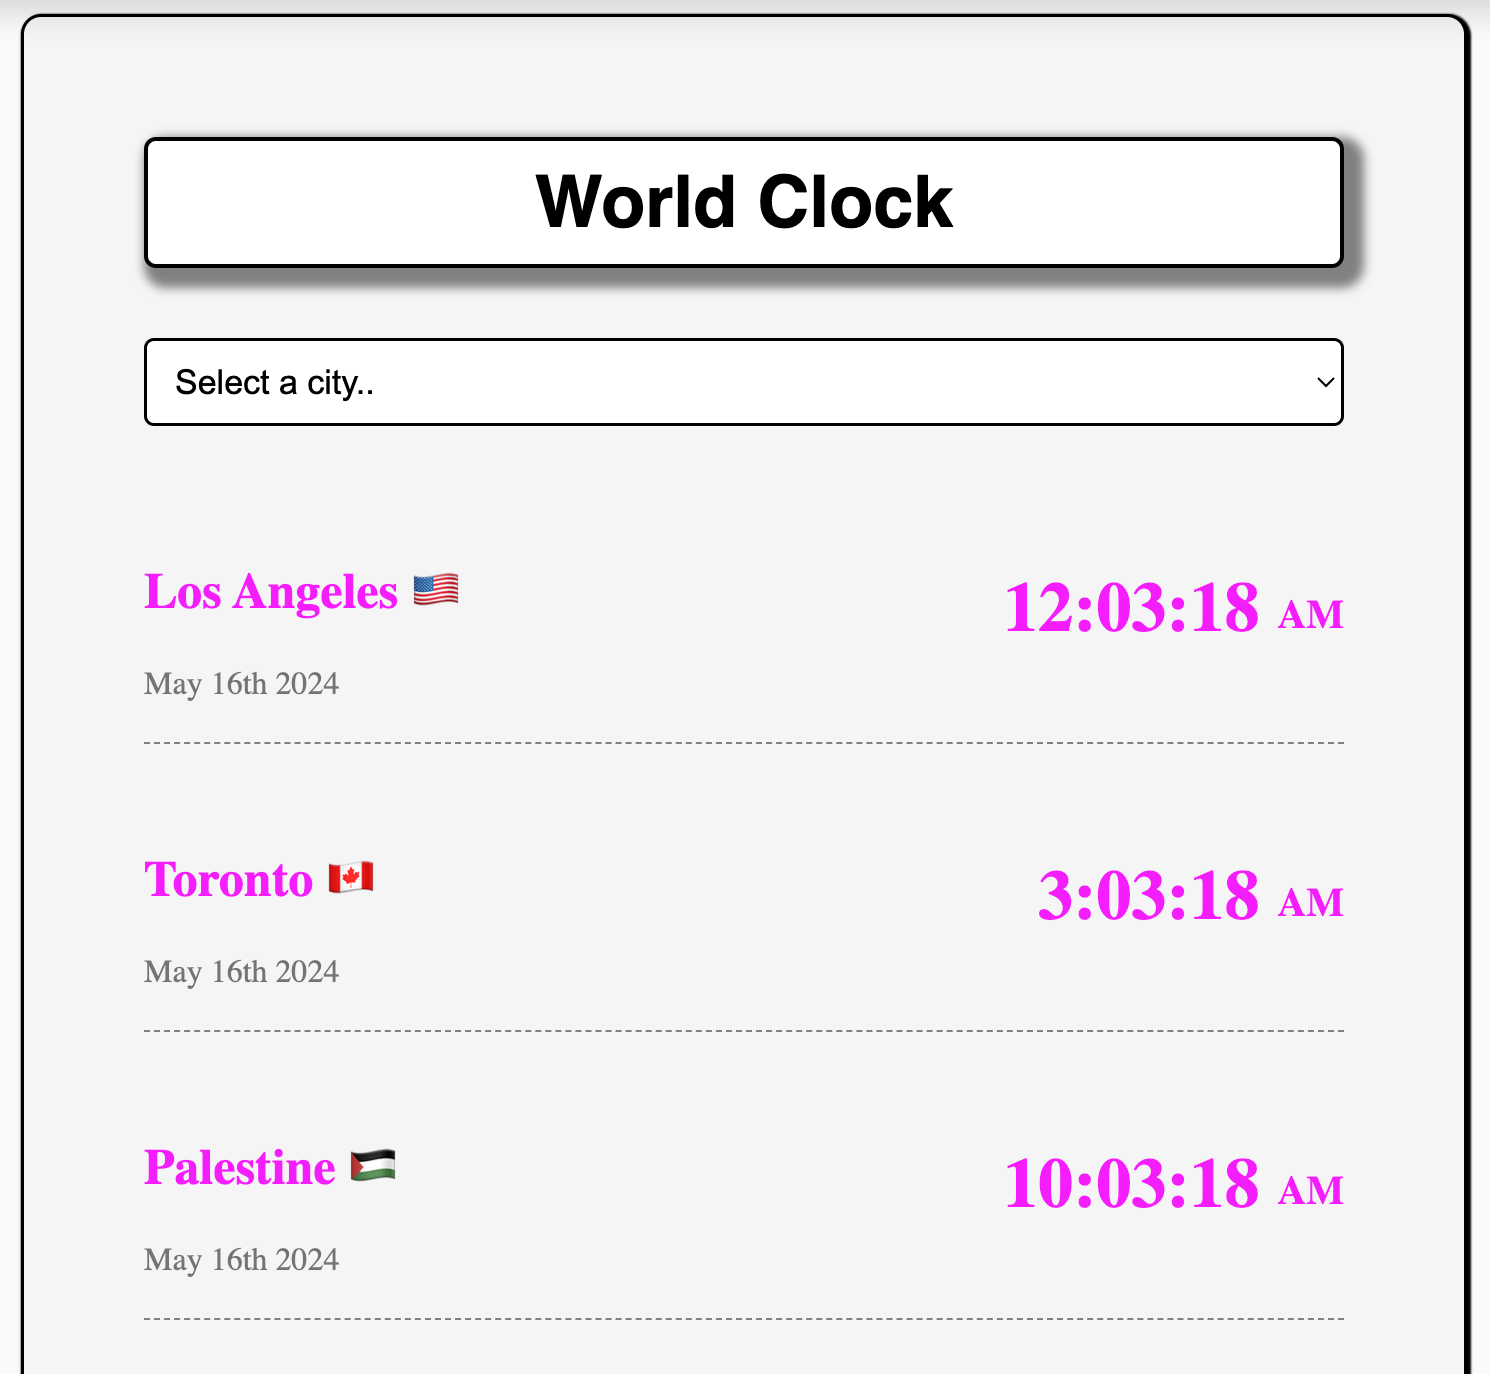 World Clock
Select a city..
Los Angeles 🇺🇸 12:03:18 AM
May 16th 2024
Toronto 🇨🇦 3:03:18 AM
May 16th 2024
Palestine 🇵🇸 10:03:18 AM
May 16th 2024